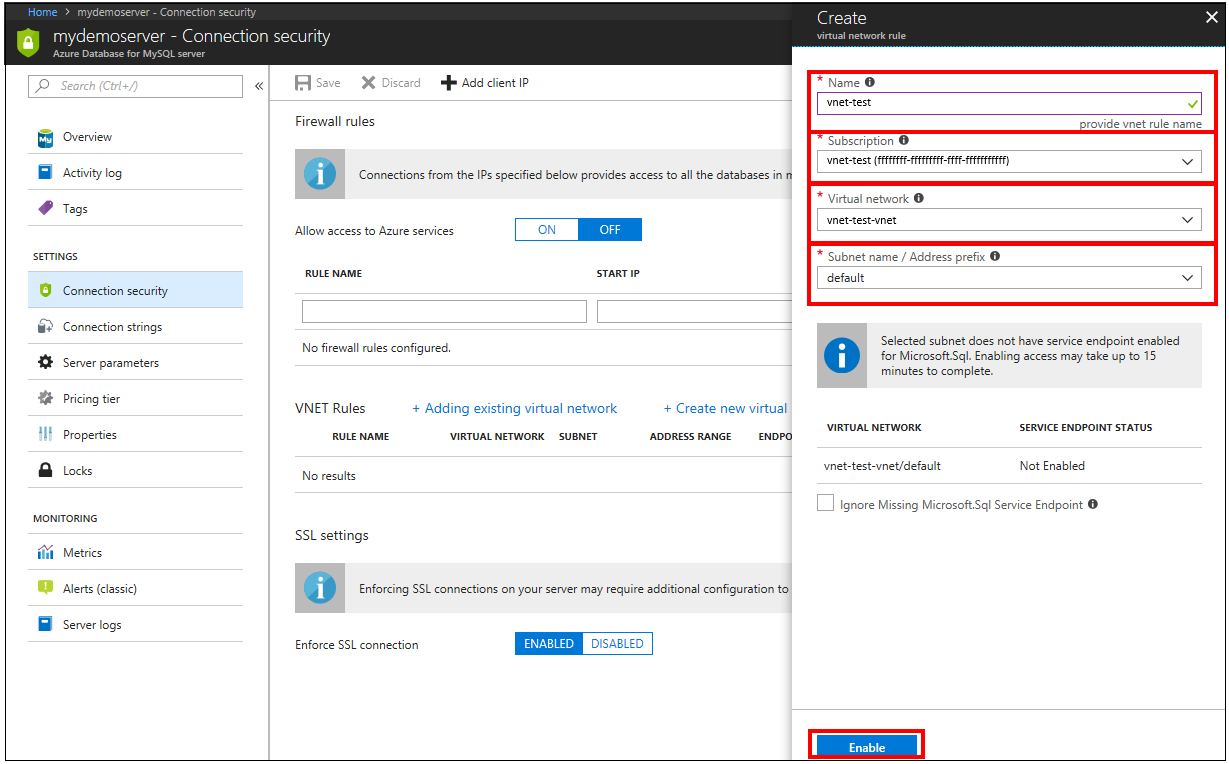 Home > mydemoserver - Connection security
mydemoserver - Connection security
Azure Database for MySQL server
Search (Ctrl+/)
«
My
Overview
Activity log
Tags
SETTINGS
Connection security
Connection strings
Server parameters
Pricing tier
Properties
Locks
MONITORING
Metrics
Alerts (classic)
Server logs
Save Discard Add client IP
Firewall rules
Connections from the IPs specified below provides access to all the databases in m
Allow access to Azure services ON OFF
RULE NAME START IP
No firewall rules configured.
VNET Rules + Adding existing virtual network + Create new virtual
RULE NAME VIRTUAL NETWORK SUBNET ADDRESS RANGE ENDPO
No results
SSL settings
Enforcing SSL connections on your server may require additional configuration to
Enforce SSL connection ENABLED DISABLED
Create
virtual network rule
* Name
vnet-test
provide vnet rule name
* Subscription
vnet-test (ffffffff-ffffffff-ffff-fffffffffff)
* Virtual network
vnet-test-vnet
* Subnet name / Address prefix
default
Selected subnet does not have service endpoint enabled
for Microsoft.Sql. Enabling access may take up to 15
minutes to complete.
VIRTUAL NETWORK SERVICE ENDPOINT STATUS
vnet-test-vnet/default Not Enabled
Ignore Missing Microsoft.Sql Service Endpoint
Enable